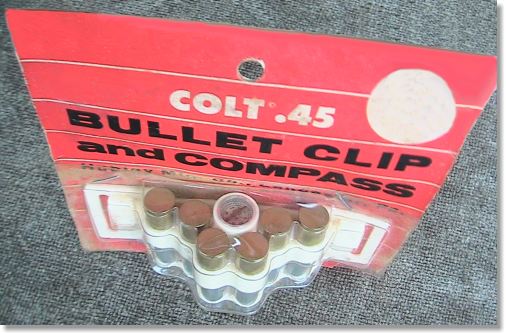 COLT .45
BULLET CLIP
and COMPASS